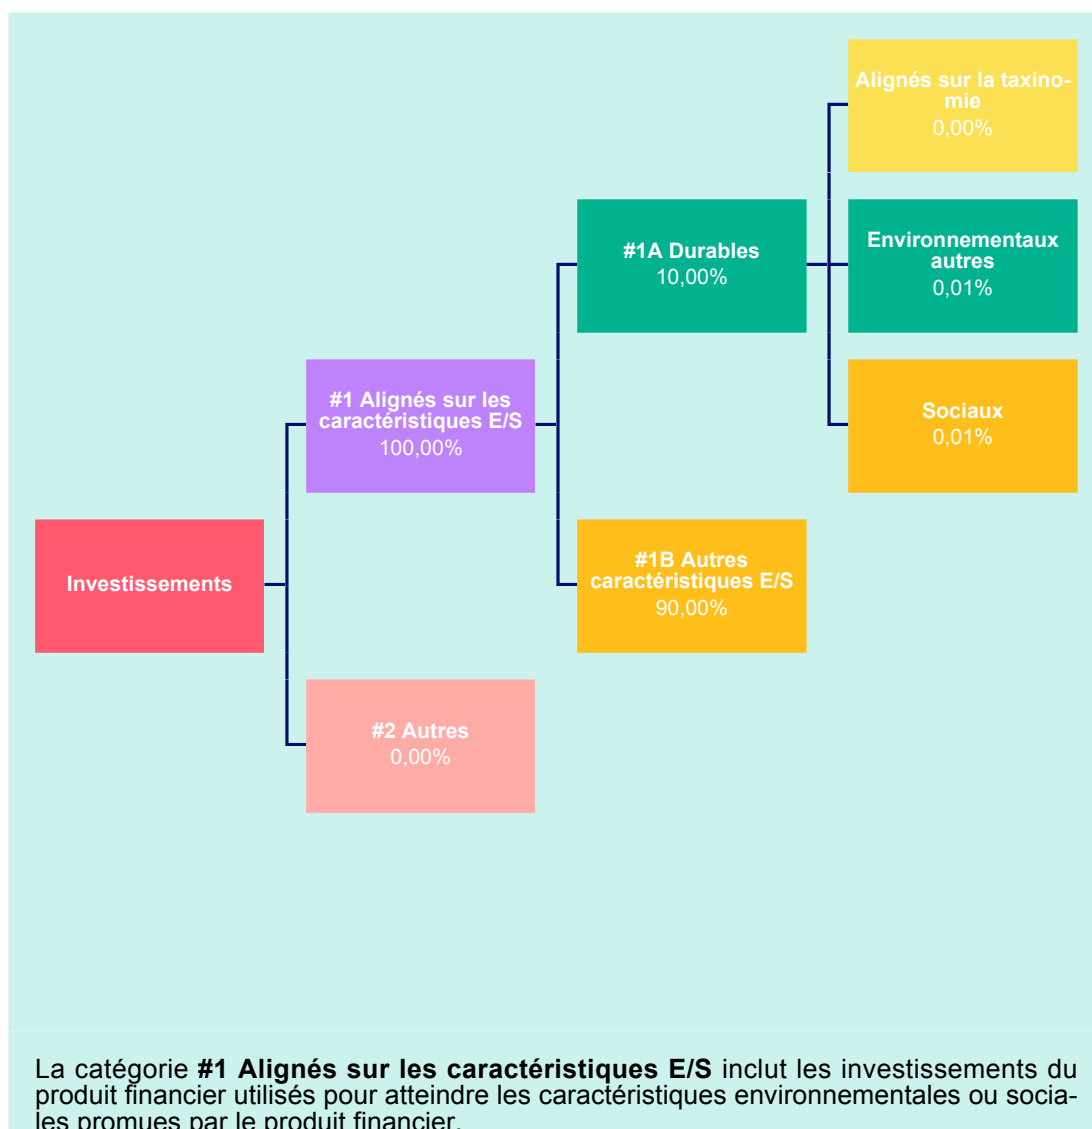 Alignés sur la taxino-
mie
0,00%
#1A Durables
10,00%
Environnementaux
autres
0,01%
#1 Alignés sur les
caractéristiques E/S
100,00%
Sociaux
0,01%
Investissements
#1B Autres
caractéristiques E/S
90,00%
#2 Autres
0,00%
La catégorie #1 Alignés sur les caractéristiques E/S inclut les investissements du
produit financier utilisés pour atteindre les caractéristiques environnementales ou socia-
les promues par le produit financier.